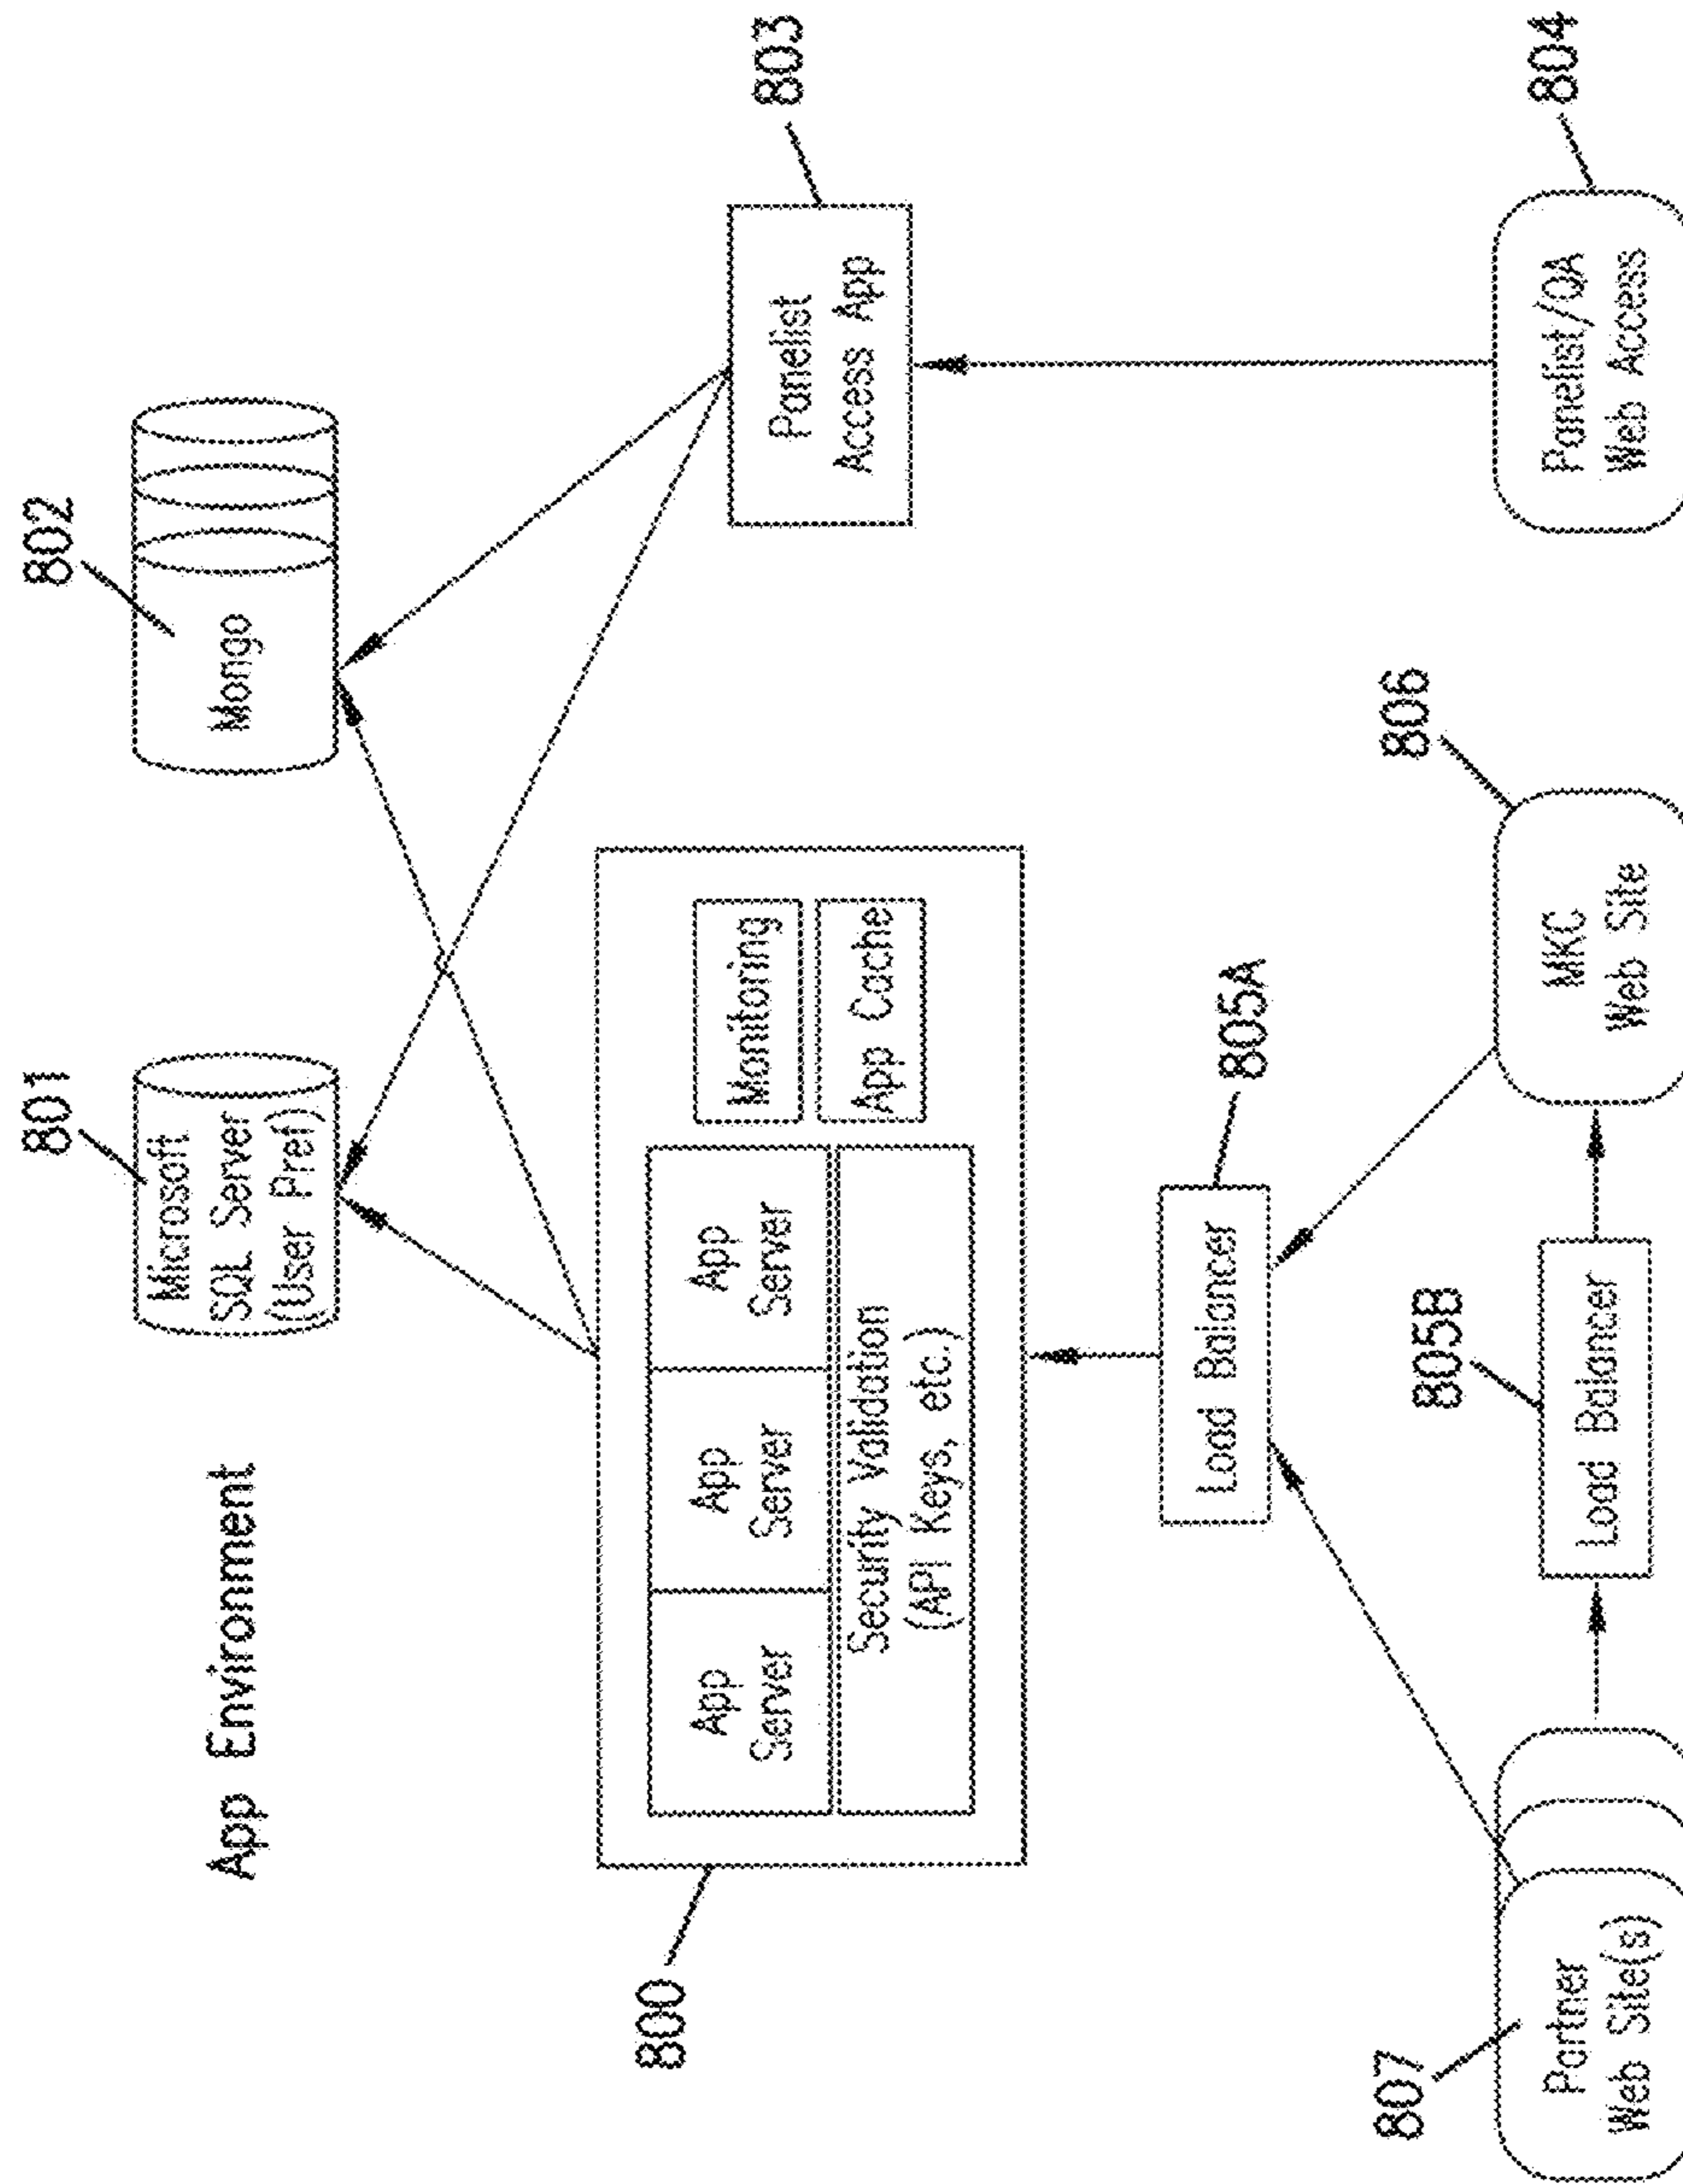 App Environment
801
Microsoft
SQL Server
(User Pref)
802
Mongo
800
App
Server
App
Server
App
Server
Security Validation
(API Keys, etc.)
Monitoring
App Cache
803
Panelist
Access App
805A
Load Balancer
807
Partner
Web Site(s)
805B
Load Balancer
806
MKC
Web Site
804
Panelist/QA
Web Access